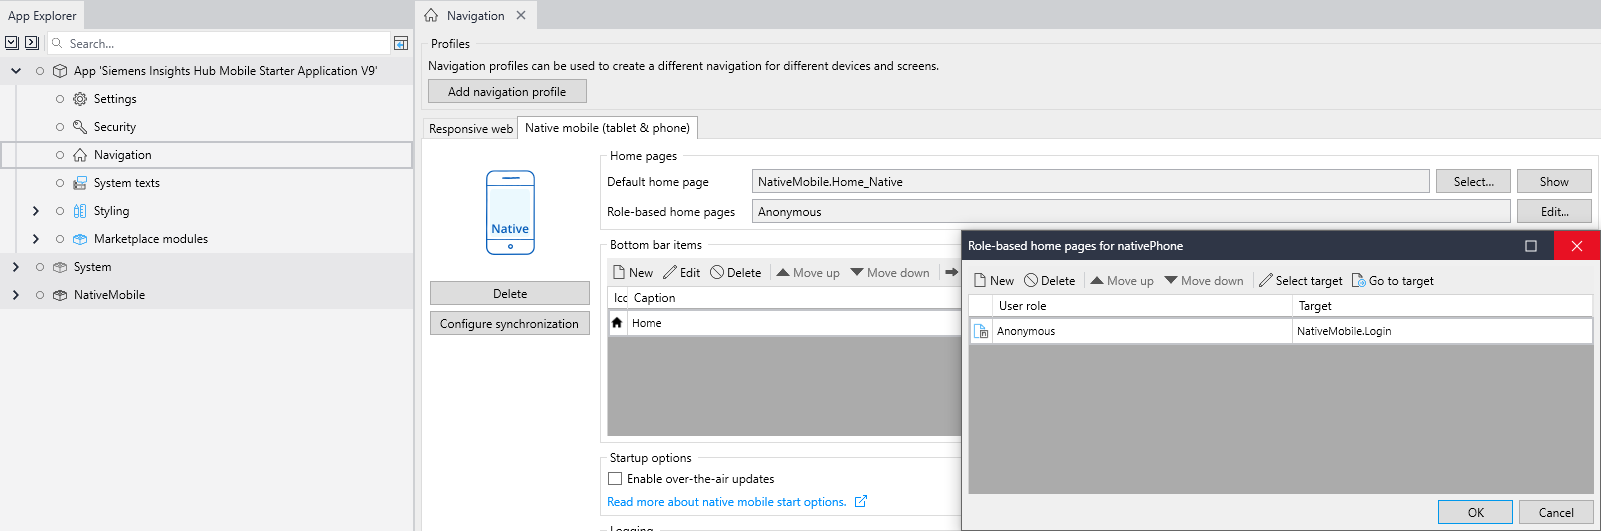 App Explorer
Search...
App 'Siemens Insights Hub Mobile Starter Application V9'
Settings
Security
Navigation
System texts
Styling
Marketplace modules
System
NativeMobile
Navigation
Profiles
Navigation profiles can be used to create a different navigation for different devices and screens.
Add navigation profile
Responsive web
Native mobile (tablet & phone)
Native
Delete
Configure synchronization
Home pages
Default home page NativeMobile.Home_Native Select... Show
Role-based home pages Anonymous Edit...
Bottom bar items
New Edit Delete Move up Move down
Icc Caption
Home
Startup options
Enable over-the-air updates
Read more about native mobile start options.
Logging
Role-based home pages for nativePhone
New Delete Move up Move down Select target Go to target
User role Target
Anonymous NativeMobile.Login
OK Cancel